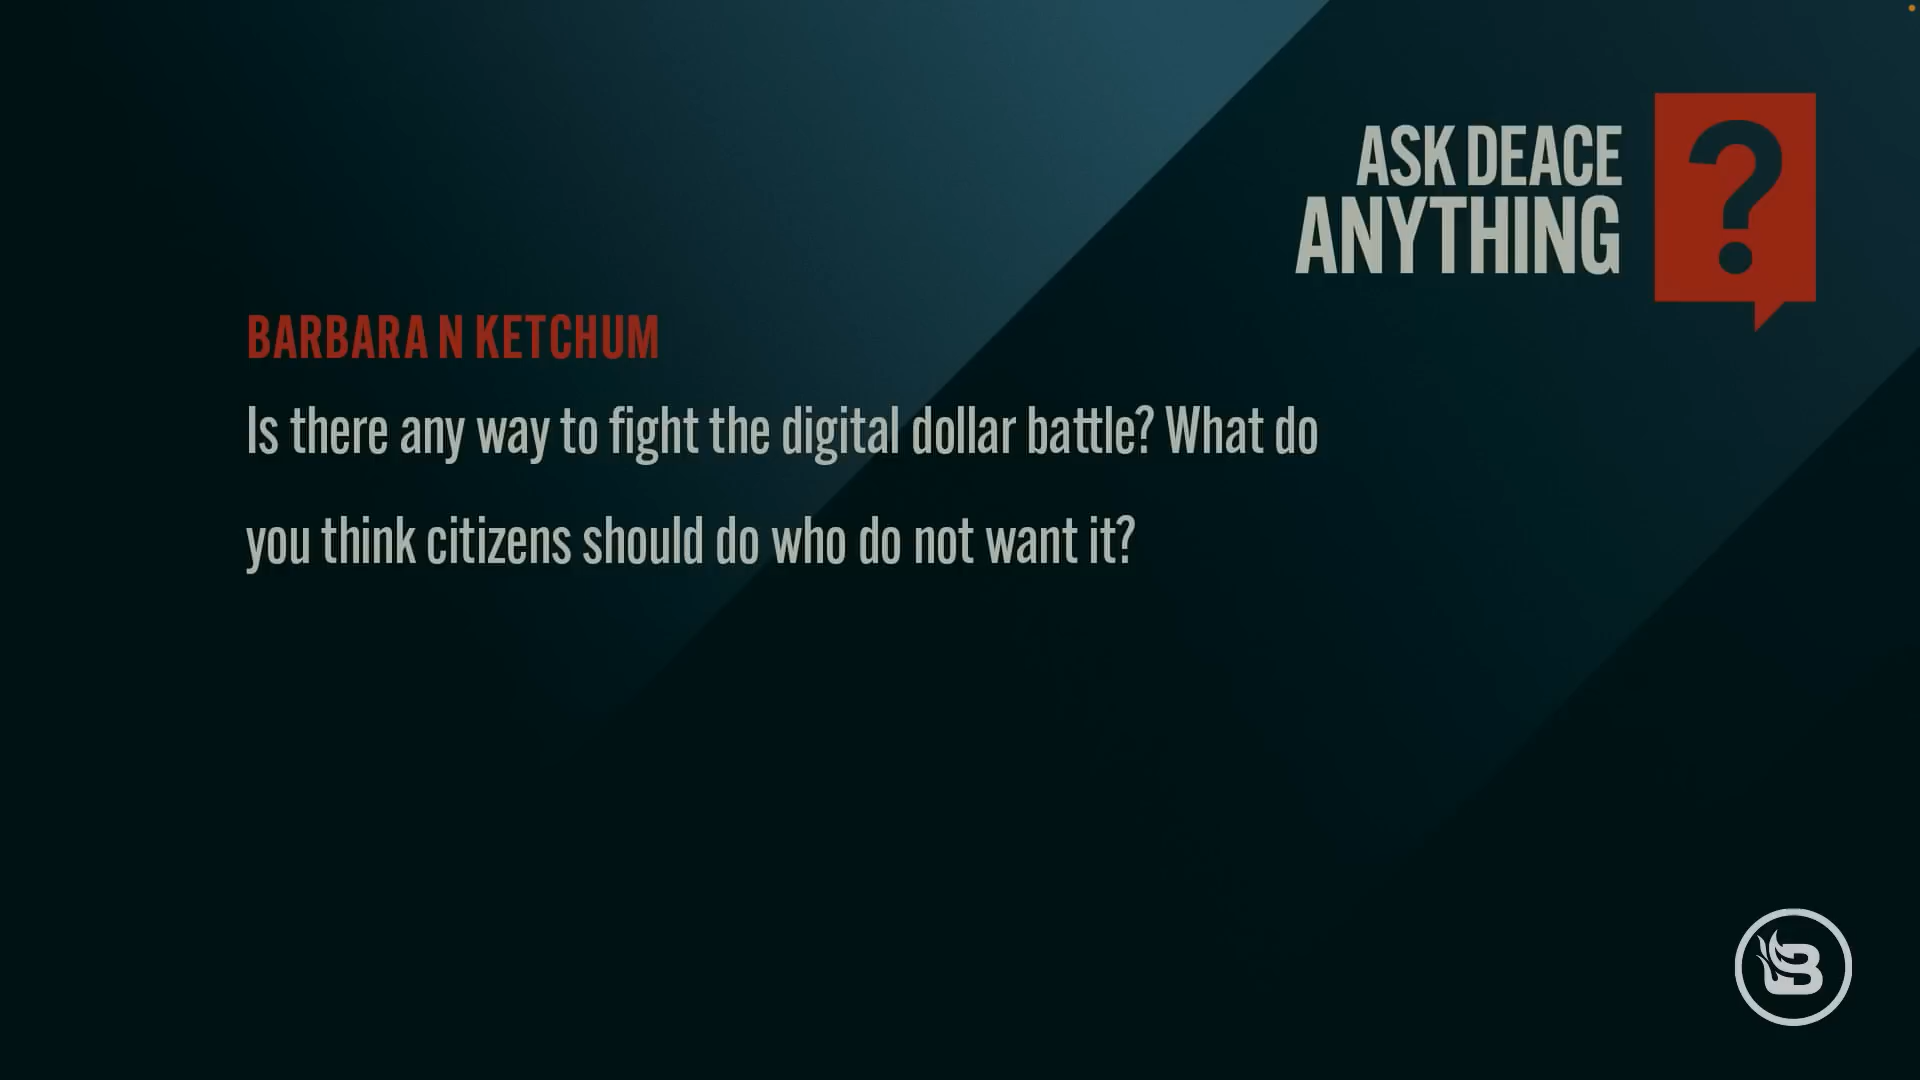 ASK DEACE
ANYTHING
?
BARBARA N KETCHUM
Is there any way to fight the digital dollar battle? What do
you think citizens should do who do not want it?
B